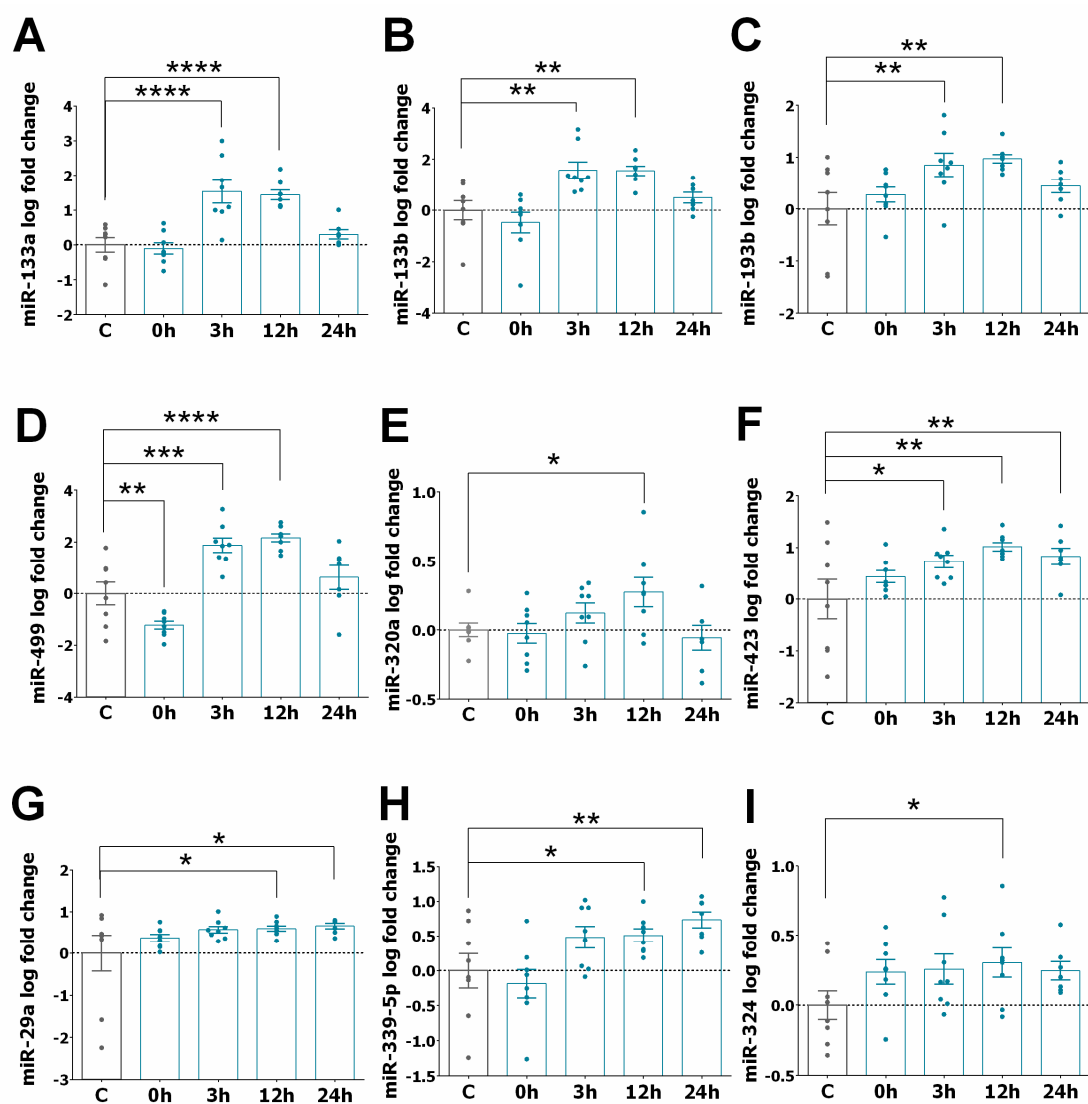 A
****
****
miR-133a log fold change
4
3
2
1
0
-1
-2
C 0h 3h 12h 24h
B
**
**
miR-133b log fold change
4
2
0
-2
-4
C 0h 3h 12h 24h
C
**
**
miR-193b log fold change
2
1
0
-1
-2
C 0h 3h 12h 24h
D
****
***
**
miR-499 log fold change
4
2
0
-2
-4
C 0h 3h 12h 24h
E
*
miR-320a log fold change
1.0
0.5
0.0
-0.5
C 0h 3h 12h 24h
F
**
**
*
miR-423 log fold change
2
1
0
-1
-2
C 0h 3h 12h 24h
G
*
*
miR-29a log fold change
2
1
0
-1
-2
-3
C 0h 3h 12h 24h
H
**
*
miR-339-5p log fold change
1.5
1.0
0.5
0.0
-0.5
-1.0
-1.5
C 0h 3h 12h 24h
I
*
miR-324 log fold change
1.0
0.5
0.0
-0.5
C 0h 3h 12h 24h